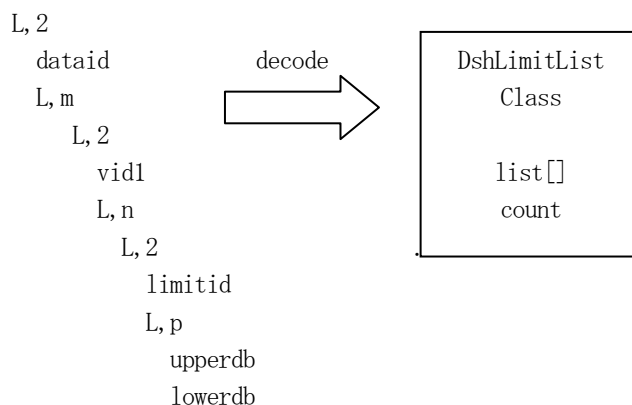 L,2
dataid
L,m
L,2
vid1
L,n
L,2
limitid
L,p
upperdb
lowerdb
decode
DshLimitList
Class
list[]
count